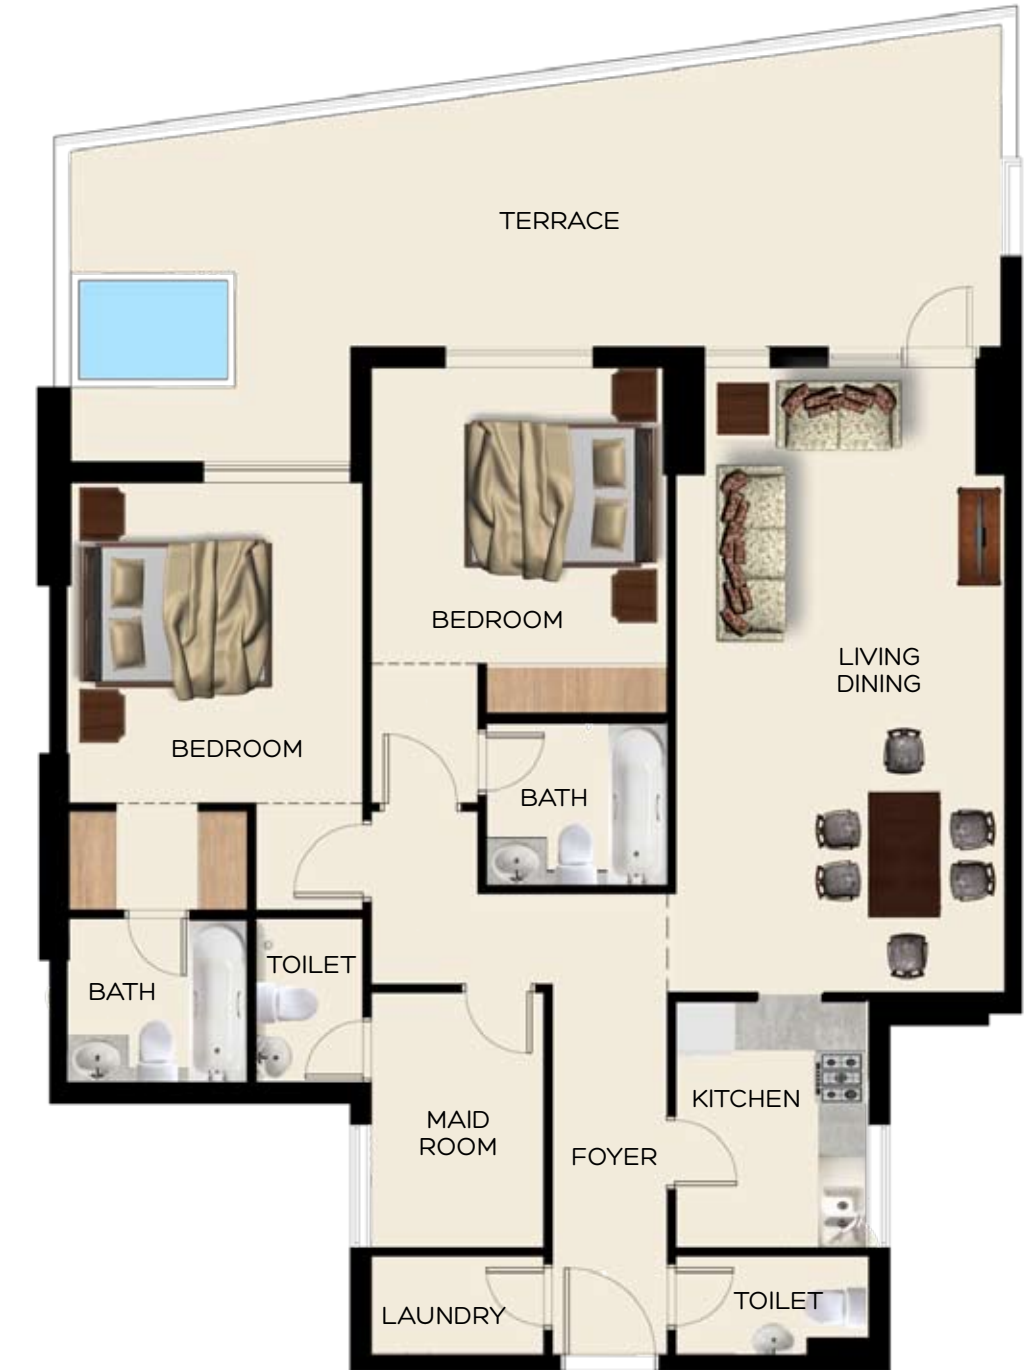 TERRACE
BEDROOM
LIVING
DINING
BEDROOM
BATH
TOILET
BATH
KITCHEN
MAID
ROOM
FOYER
TOILET
LAUNDRY